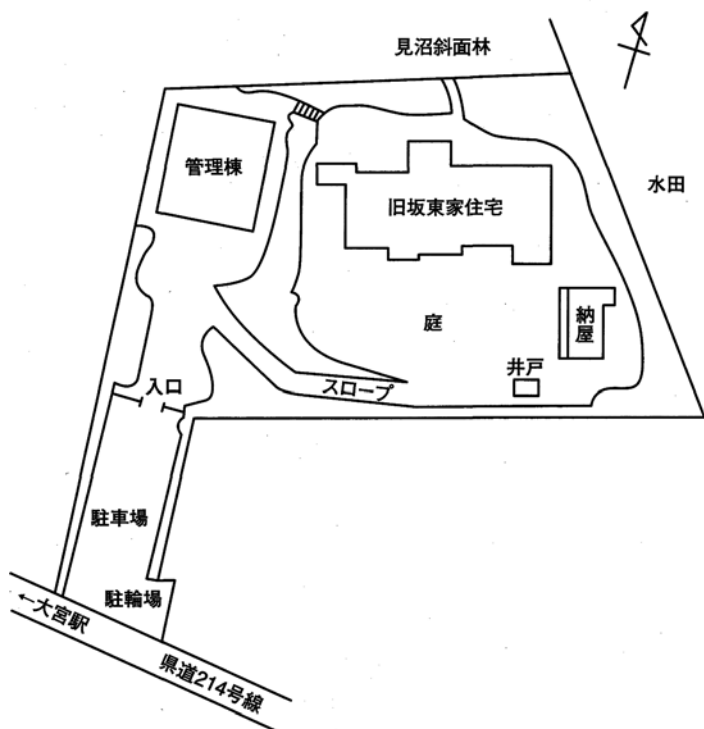 見沼斜面林
管理棟
旧坂東家住宅
水田
庭
納屋
井戸
スロープ
入口
駐車場
駐輪場
←大宮駅
県道214号線